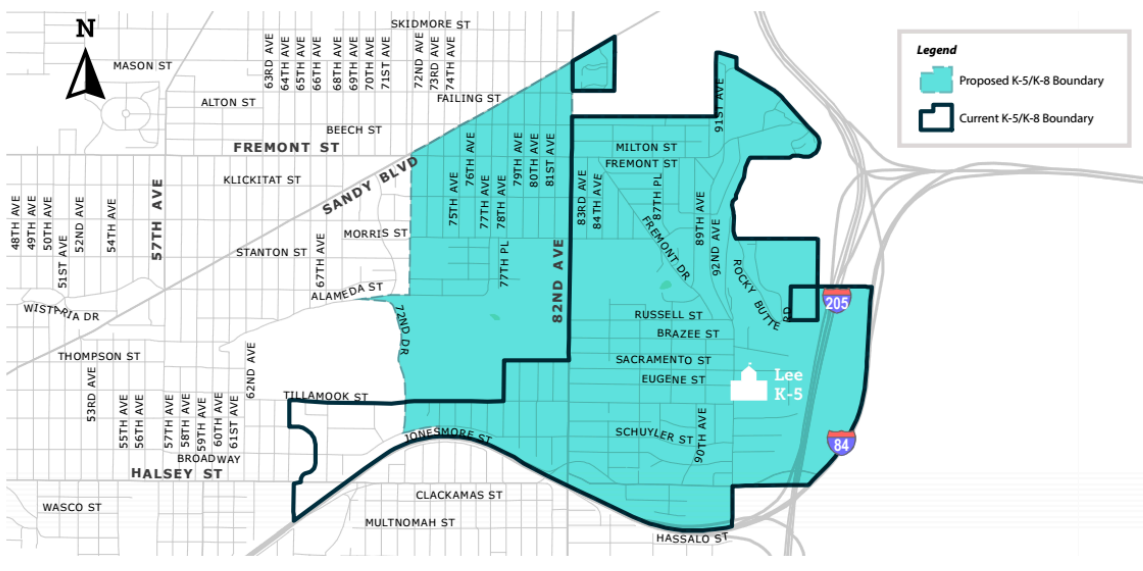 N
SKIDMORE ST
MASON ST
63RD AVE
64TH AVE
65TH AVE
66TH AVE
68TH AVE
69TH AVE
70TH AVE
71ST AVE
72ND AVE
73RD AVE
74TH AVE
ALTON ST
FAILING ST
BEECH ST
FREMONT ST
KLICKITAT ST
SANDY BLVD
48TH AVE
49TH AVE
50TH AVE
51ST AVE
52ND AVE
54TH AVE
57TH AVE
STANTON ST
67TH AVE
MORRIS ST
ALAMEDA ST
WISTARIA DR
72ND DR
75TH AVE
76TH AVE
77TH AVE
78TH AVE
79TH AVE
80TH AVE
81ST AVE
77TH PL
82ND AVE
83RD AVE
84TH AVE
MILTON ST
FREMONT ST
87TH PL
FREMONT DR
89TH AVE
92ND AVE
91ST AVE
ROCKY BUTTE RD
RUSSELL ST
BRAZEE ST
SACRAMENTO ST
EUGENE ST
Lee
K-5
SCHUYLER ST
90TH AVE
205
84
THOMPSON ST
53RD AVE
55TH AVE
56TH AVE
57TH AVE
58TH AVE
59TH AVE
60TH AVE
61ST AVE
62ND AVE
TILLAMOOK ST
BROADWAY
HALSEY ST
JONESMORE ST
WASCO ST
CLACKAMAS ST
MULTNOMAH ST
HASSALO ST
Legend
Proposed K-5/K-8 Boundary
Current K-5/K-8 Boundary